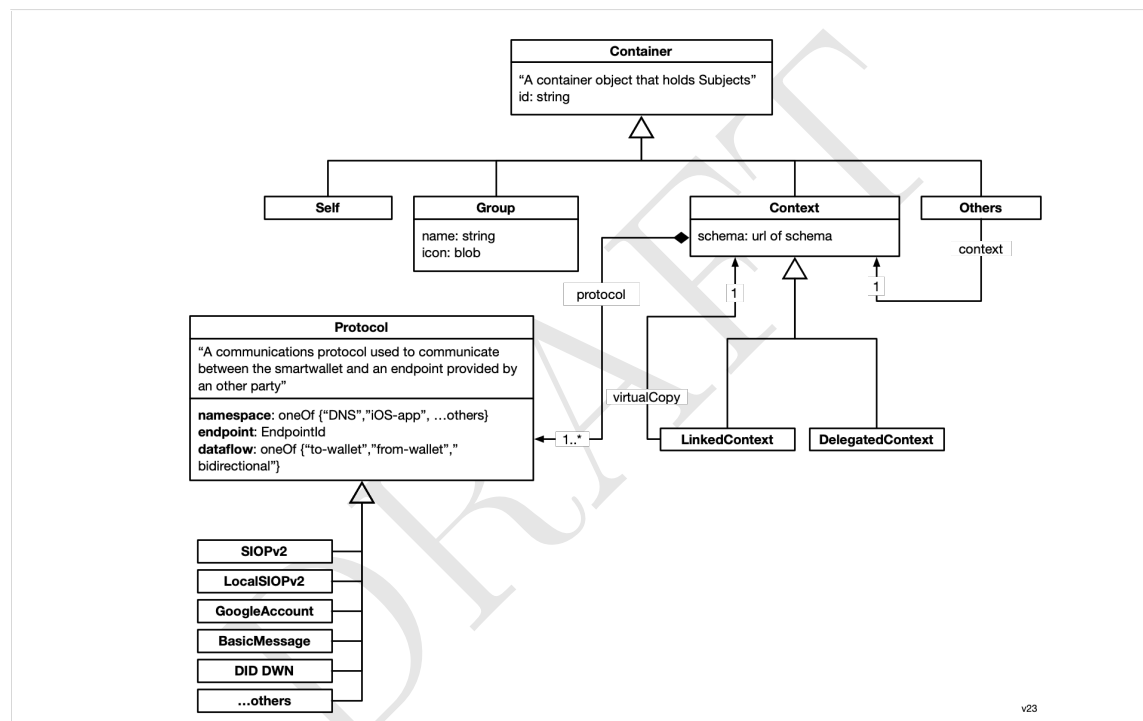 Container
“A container object that holds Subjects”
id: string
Self
Group
name: string
icon: blob
Context
schema: url of schema
Others
context
1
1
protocol
virtualCopy
1..*
LinkedContext
DelegatedContext
Protocol
“A communications protocol used to communicate
between the smartwallet and an endpoint provided by
an other party”
namespace: oneOf {“DNS”,”iOS-app”, …others}
endpoint: EndpointId
dataflow: oneOf {“to-wallet”,”from-wallet”,”
bidirectional”}
SIOPv2
LocalSIOPv2
GoogleAccount
BasicMessage
DID DWN
…others
v23
DRAFT